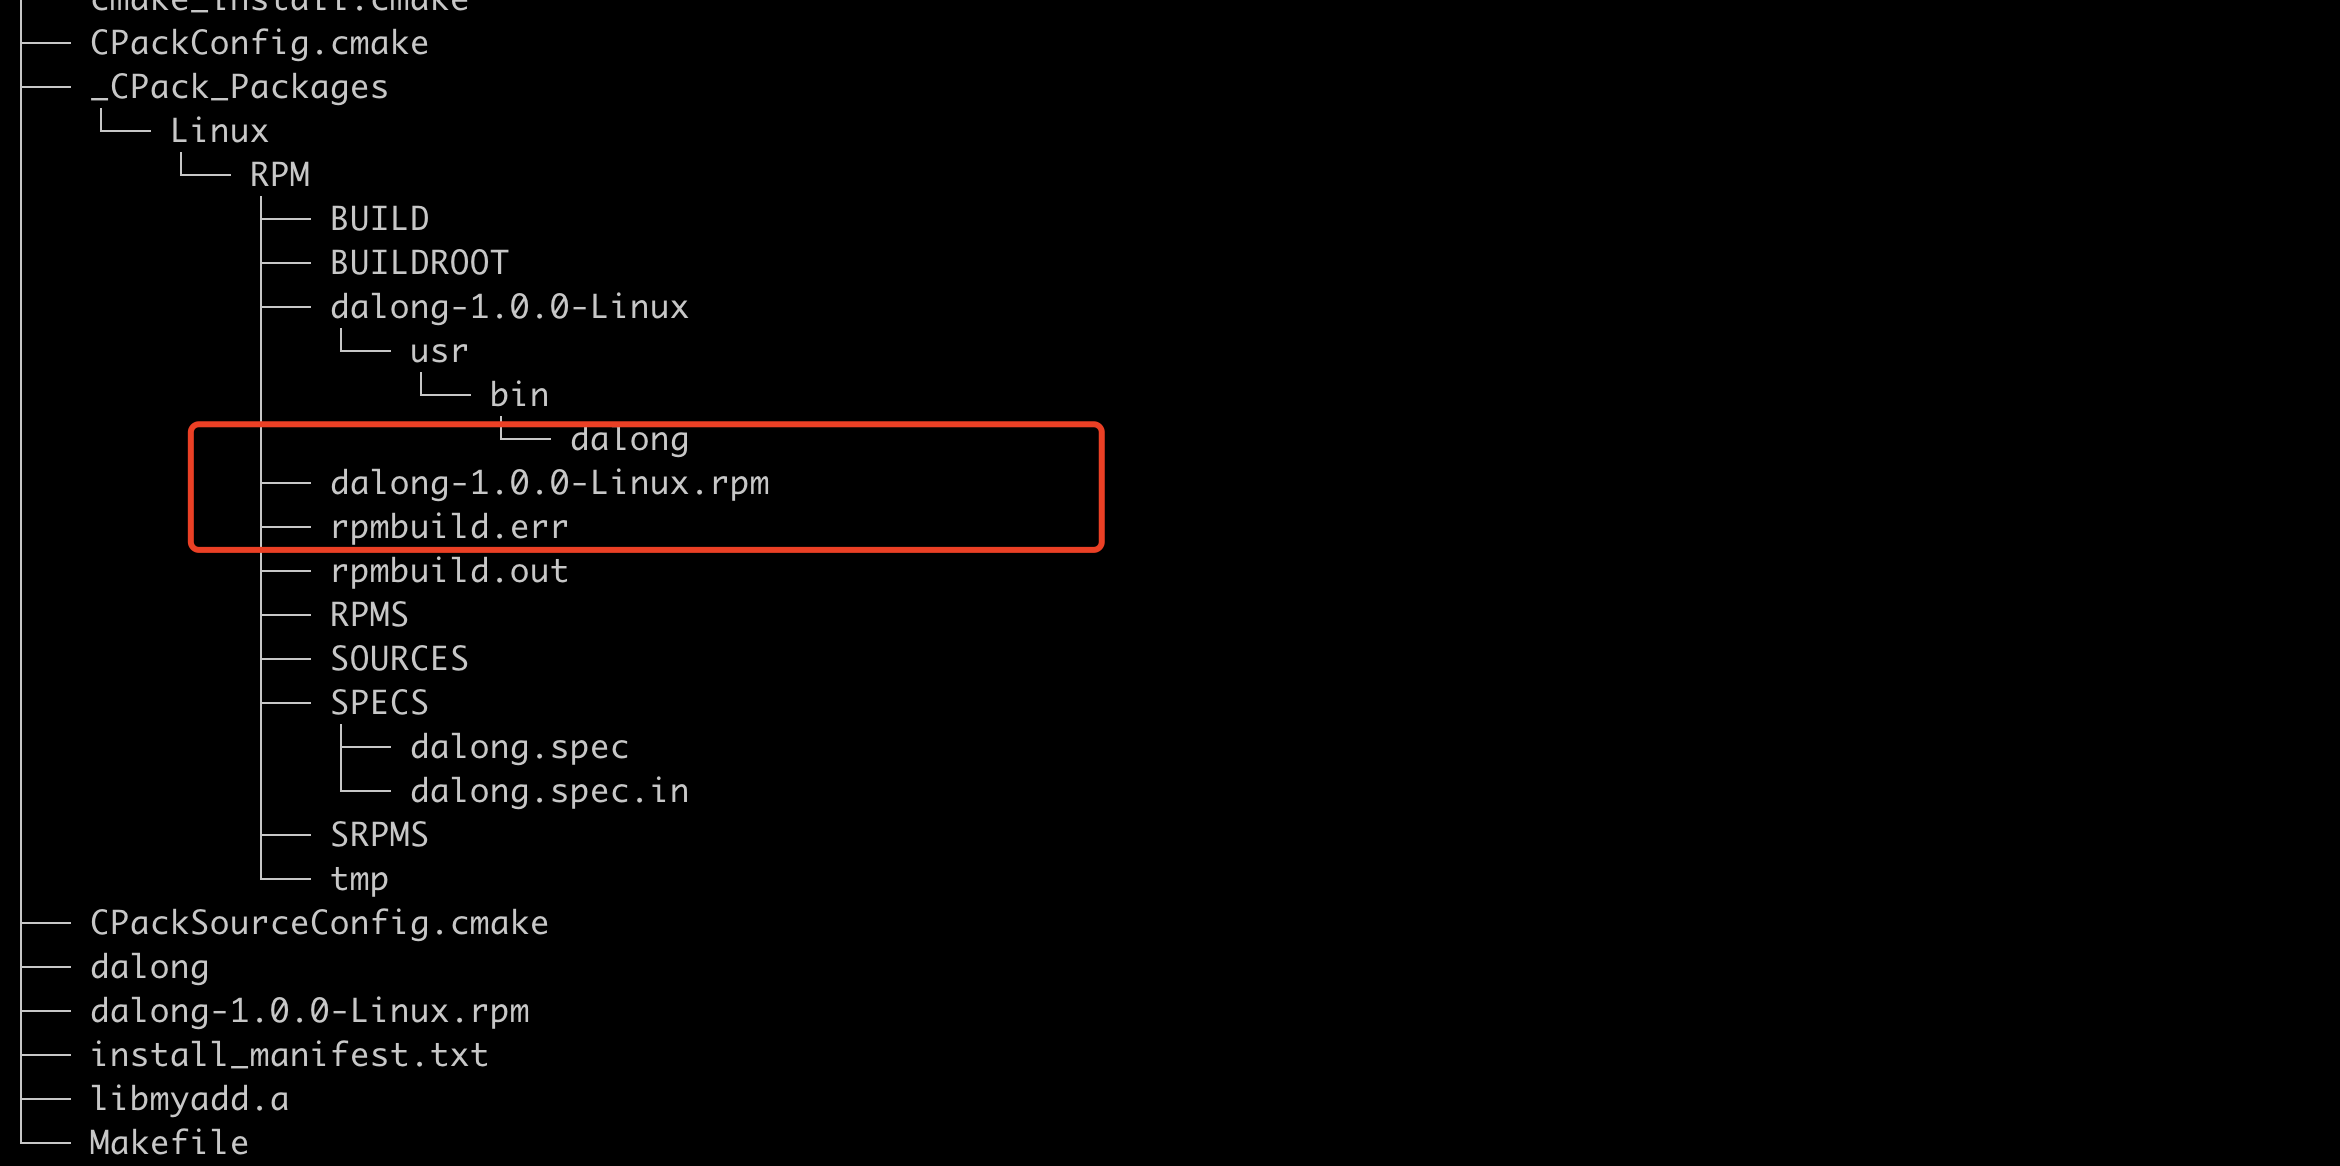 cmake_install.cmake
CPackConfig.cmake
_CPack_Packages
Linux
RPM
BUILD
BUILDROOT
dalong-1.0.0-Linux
usr
bin
dalong
dalong-1.0.0-Linux.rpm
rpmbuild.err
rpmbuild.out
RPMS
SOURCES
SPECS
dalong.spec
dalong.spec.in
SRPMS
tmp
CPackSourceConfig.cmake
dalong
dalong-1.0.0-Linux.rpm
install_manifest.txt
libmyadd.a
Makefile